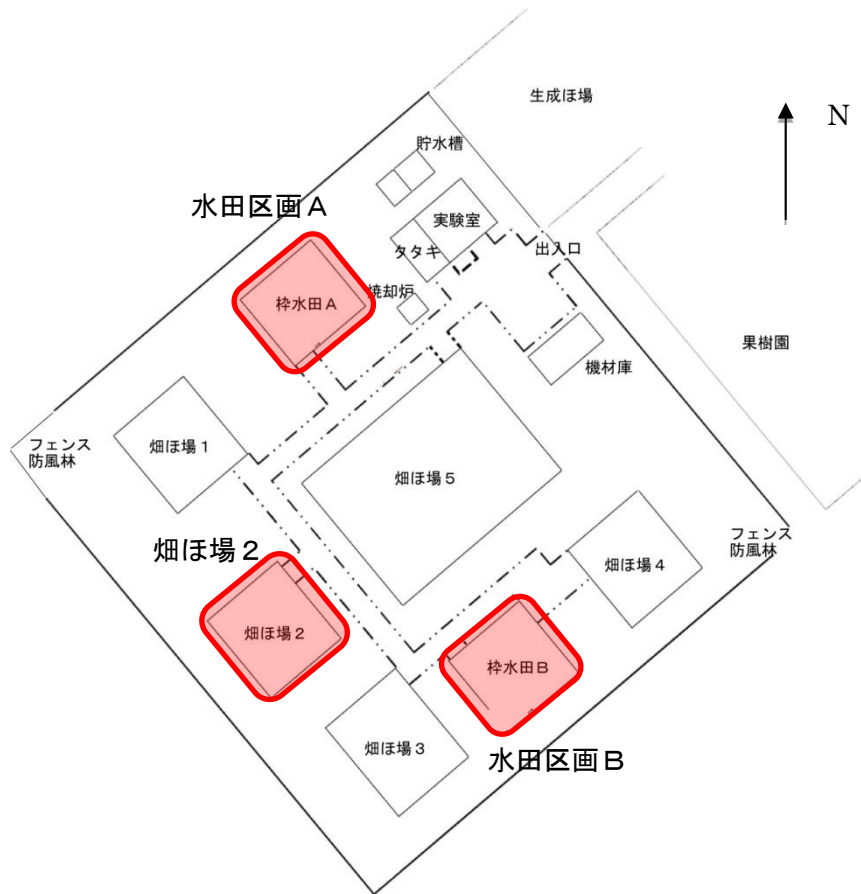 生成ほ場
N
貯水槽
水田区画A
実験室
タタキ
出入口
焼却炉
枠水田A
果樹園
機材庫
フェンス
防風林
畑ほ場1
畑ほ場5
フェンス
防風林
畑ほ場2
畑ほ場4
畑ほ場2
枠水田B
畑ほ場3
水田区画B